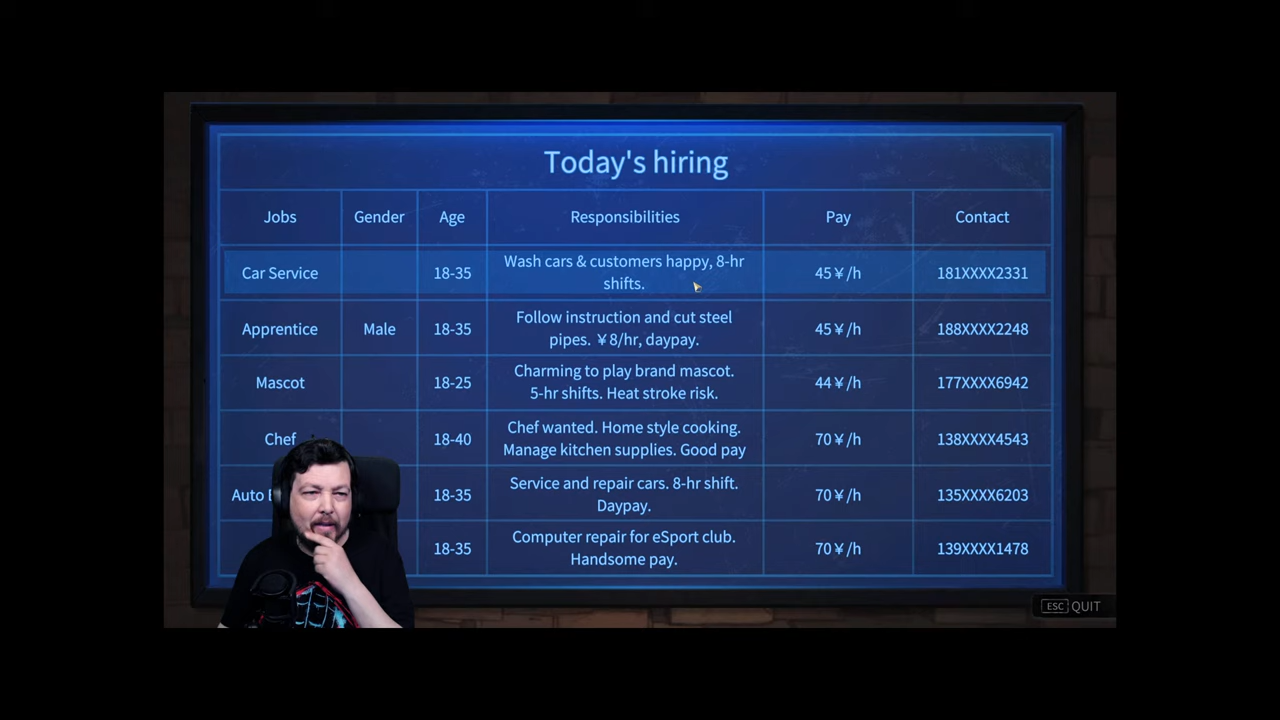 Today's hiring
Jobs Gender Age Responsibilities Pay Contact
Car Service 18-35 Wash cars & customers happy, 8-hr shifts. 45¥/h 181XXXX2331
Apprentice Male 18-35 Follow instruction and cut steel pipes. ¥8/hr, daypay. 45¥/h 188XXXX2248
Mascot 18-25 Charming to play brand mascot. 5-hr shifts. Heat stroke risk. 44¥/h 177XXXX6942
Chef 18-40 Chef wanted. Home style cooking. Manage kitchen supplies. Good pay 70¥/h 138XXXX4543
Auto 18-35 Service and repair cars. 8-hr shift. Daypay. 70¥/h 135XXXX6203
18-35 Computer repair for eSport club. Handsome pay. 70¥/h 139XXXX1478
ESC QUIT